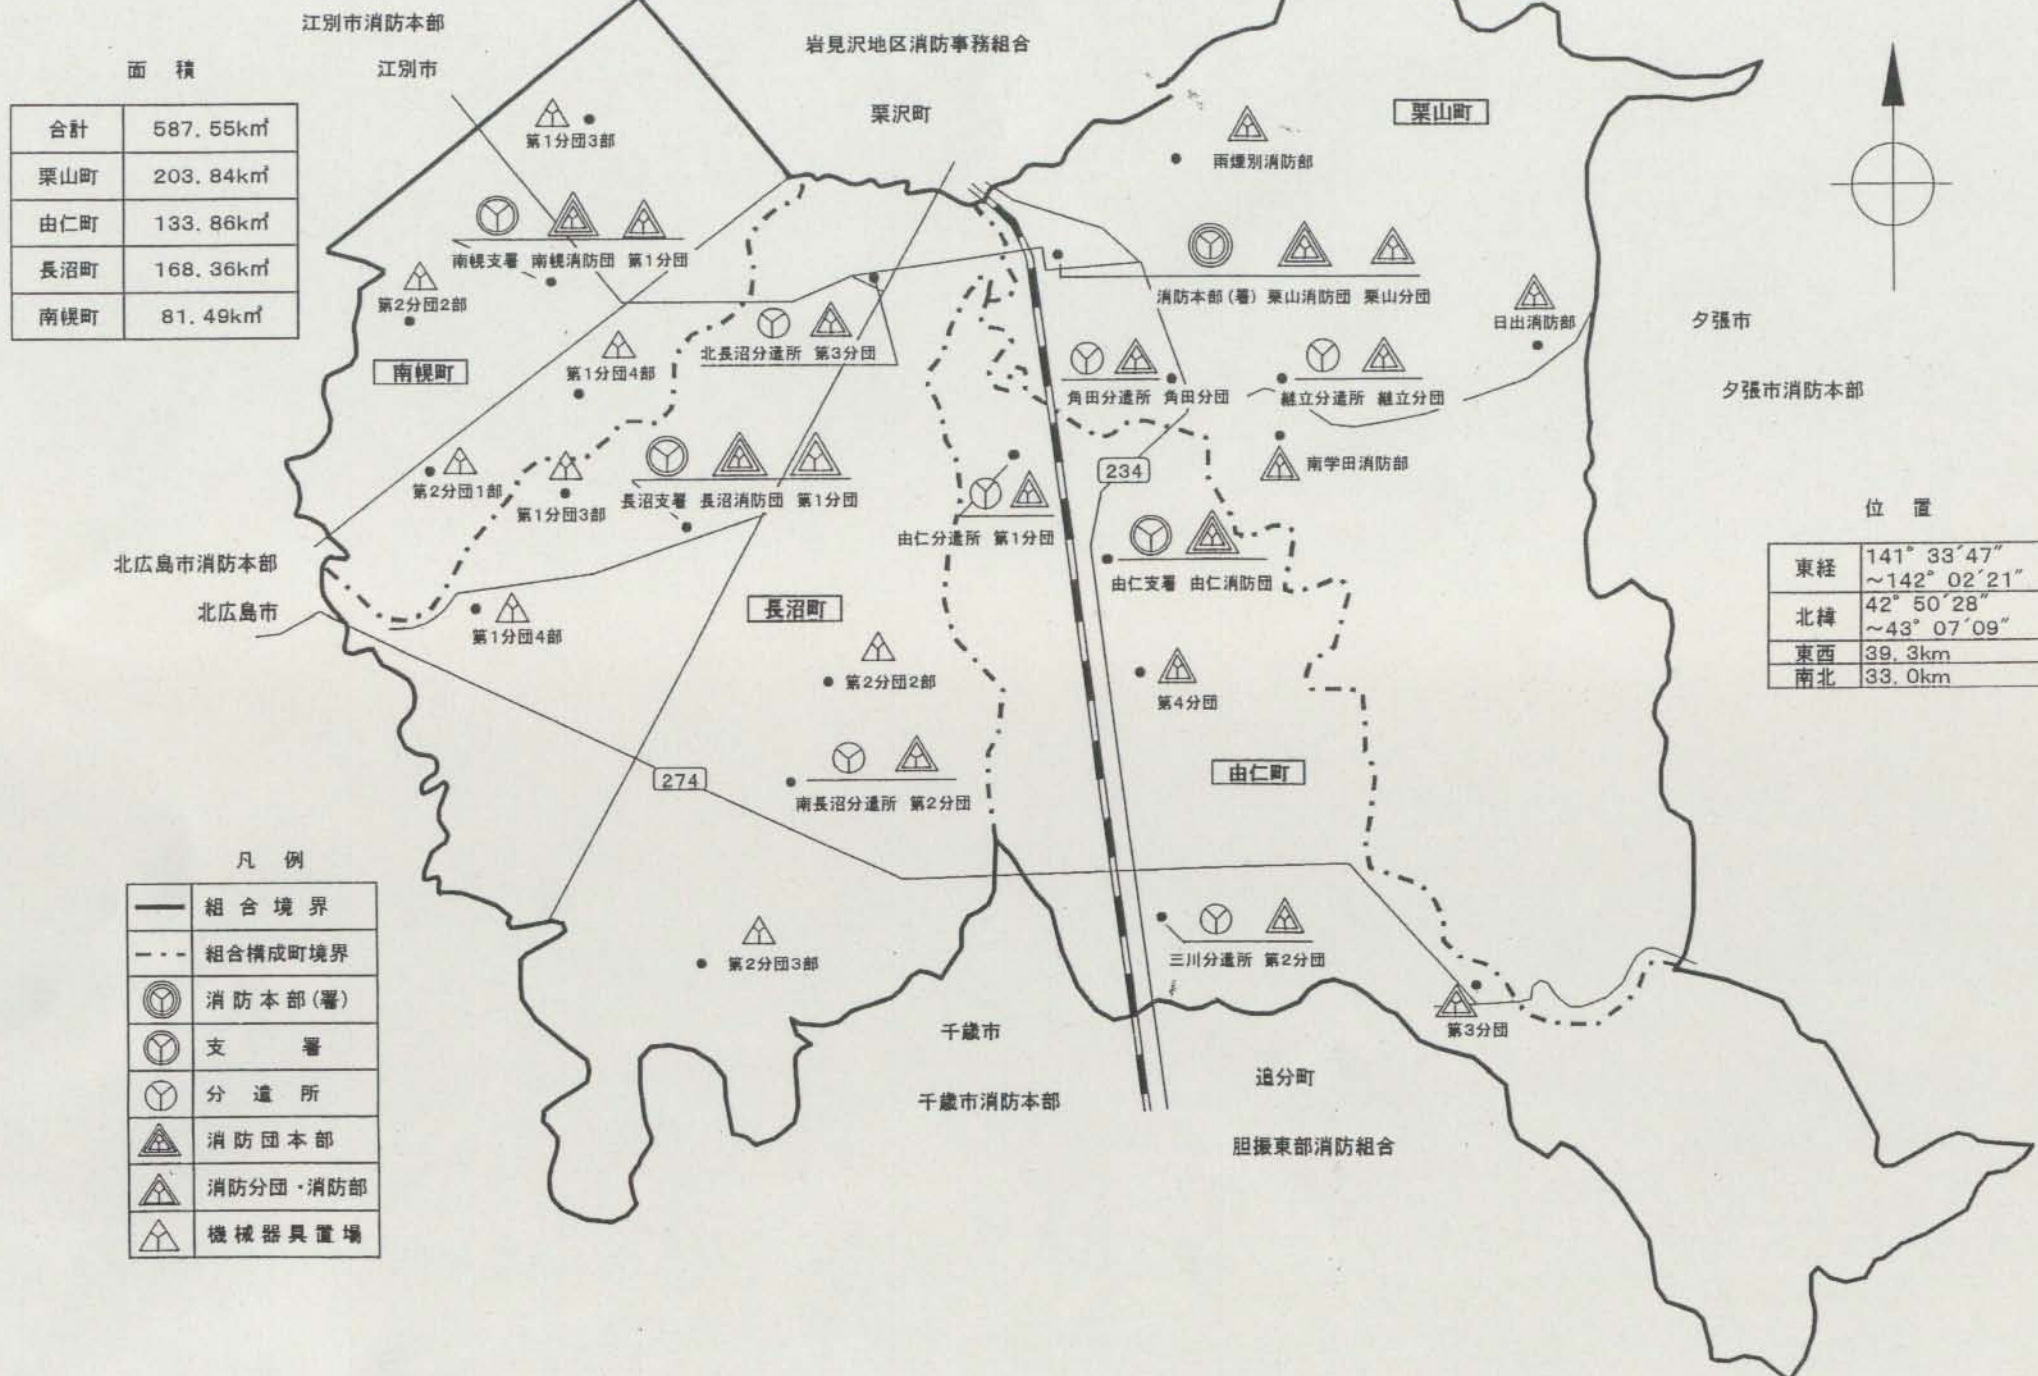 江別市消防本部
江別市
岩見沢地区消防事務組合
栗沢町
面 積
合計 587.55k㎡
栗山町 203.84k㎡
由仁町 133.86k㎡
長沼町 168.36k㎡
南幌町 81.49k㎡
第1分団3部
栗山町
雨煙別消防部
南幌支署 南幌消防団 第1分団
第2分団2部
消防本部(署) 栗山消防団 栗山分団
日出消防部
夕張市
夕張市消防本部
北長沼分遣所 第3分団
南幌町
第1分団4部
角田分遣所 角田分団
継立分遣所 継立分団
南学田消防部
234
第2分団1部
第1分団3部
長沼支署 長沼消防団 第1分団
由仁分遣所 第1分団
由仁支署 由仁消防団
北広島市消防本部
北広島市
第1分団4部
長沼町
第2分団2部
第4分団
位 置
東経 141°33′47″
～142°02′21″
北緯 42°50′28″
～43°07′09″
東西 39.3km
南北 33.0km
274
南長沼分遣所 第2分団
由仁町
第2分団3部
三川分遣所 第2分団
第3分団
千歳市
千歳市消防本部
追分町
胆振東部消防組合
凡 例
組合境界
組合構成町境界
消防本部(署)
支 署
分 遣 所
消防団本部
消防分団・消防部
機械器具置場